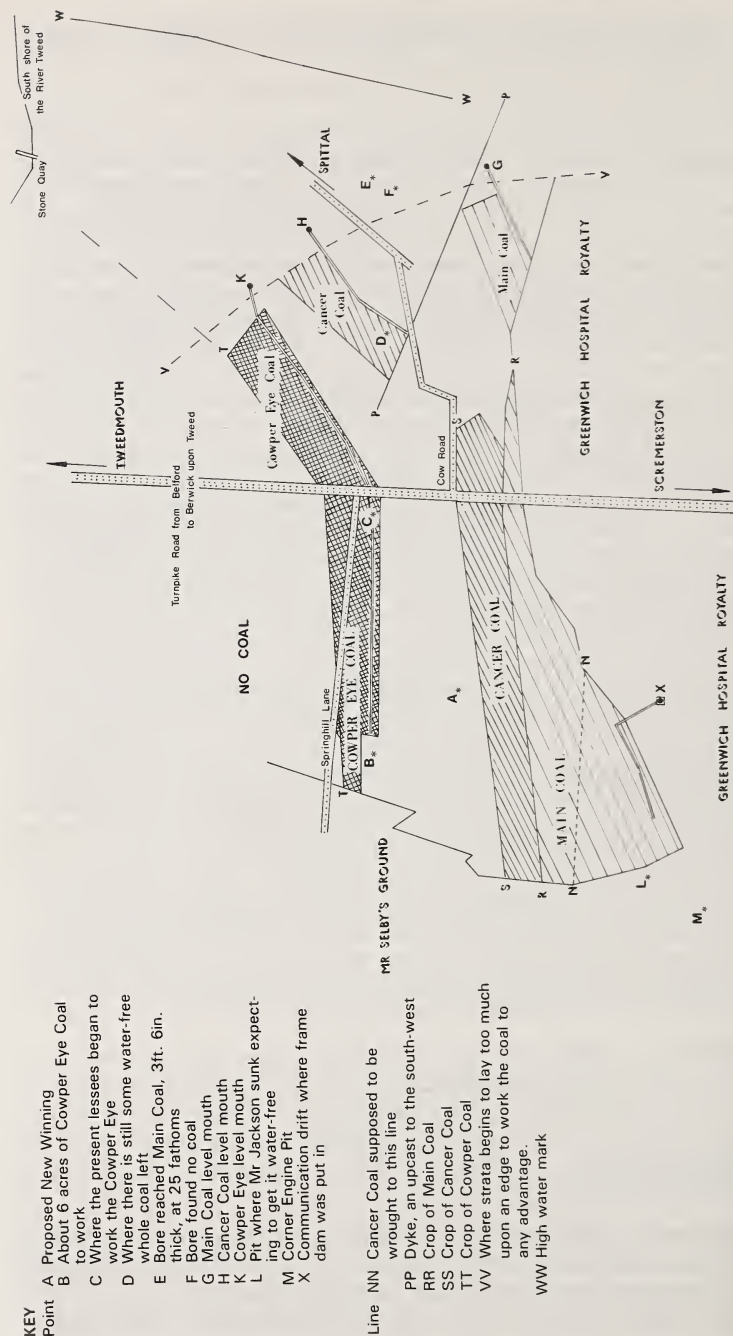 KEY
Point A Proposed New Winning
B About 6 acres of Cowper Eye Coal
to work
C Where the present lessees began to
work the Cowper Eye
D Where there is still some water-free
whole coal left
E Bore reached Main Coal, 3ft. 6in.
thick, at 25 fathoms
F Bore found no coal
G Main Coal level mouth
H Cancer Coal level mouth
K Cowper Eye level mouth
L Pit where Mr Jackson sunk expect-
ing to get it water-free
M Corner Engine Pit
X Communication drift where frame
dam was put in
Line NN Cancer Coal supposed to be
wrought to this line
PP Dyke, an upcast to the south-west
RR Crop of Main Coal
SS Crop of Cancer Coal
TT Crop of Cowper Coal
VV Where strata begins to lay too much
upon an edge to work the coal to
any advantage.
WW High water mark
South shore of
the River Tweed
Stone Quay
W
W
TWEEDMOUTH
Turnpike Road from Belford
to Berwick upon Tweed
V
T
K
H
SPITTAL
E*
F*
P
G
V
Cowper Eye Coal
Cancer
Coal
D*
P
Main Coal
R
NO COAL
Springhill Lane
T
COWPER EYE COAL
B*
C*
Cow Road
S
GREENWICH HOSPITAL ROYALTY
SCREMERSTON
MR SELBY'S GROUND
A*
S
CANCER COAL
R
MAIN COAL
N
N
L*
M*
X
GREENWICH HOSPITAL ROYALTY